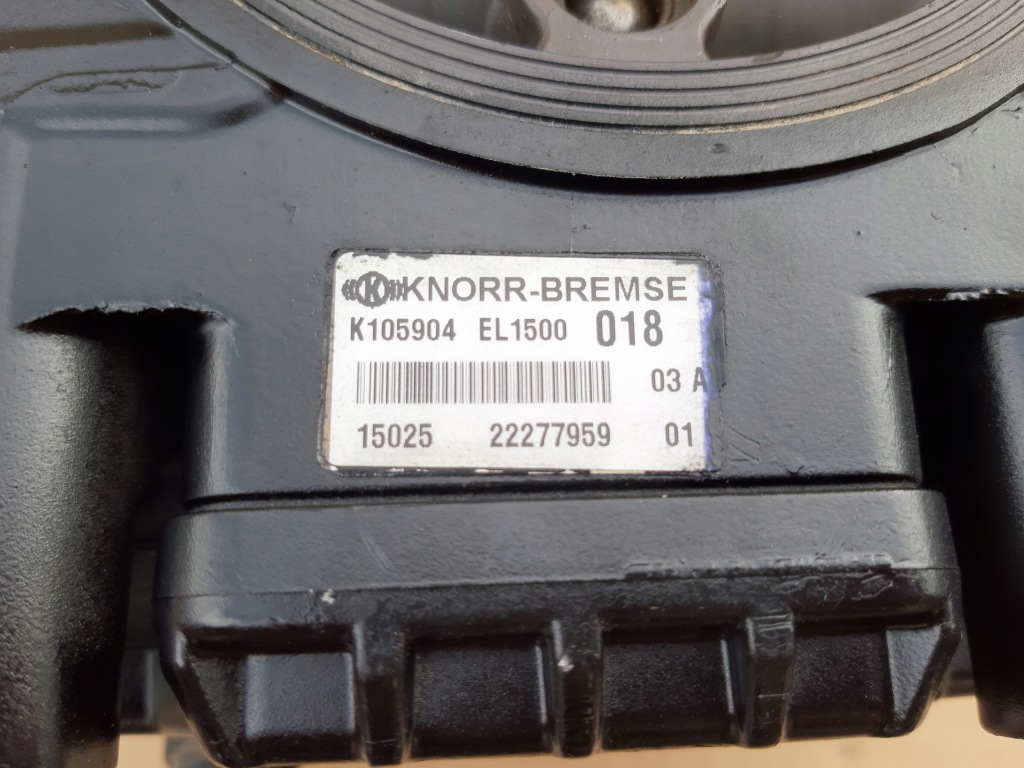 K KNORR-BREMSE
K105904 EL1500 018
03 A
15025 22277959 01